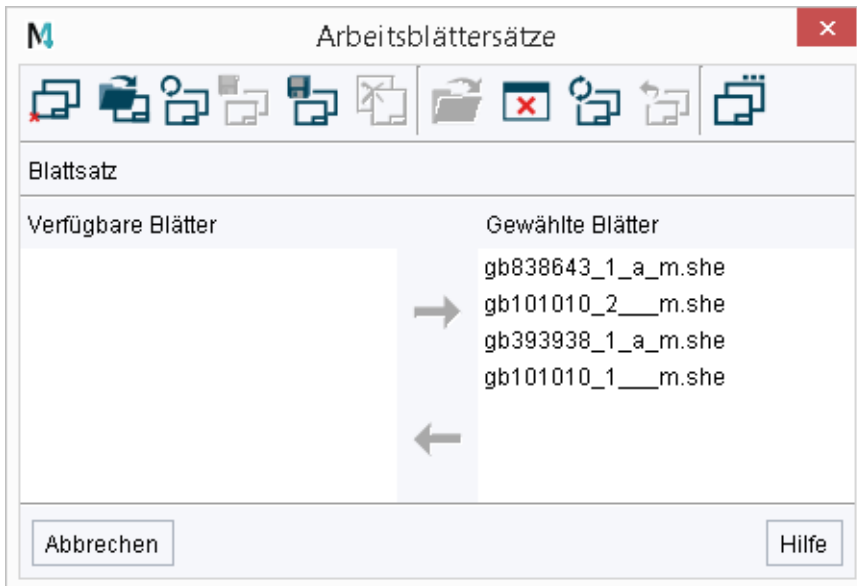 Arbeitsblättersätze
Blattsatz
Verfügbare Blätter
Gewählte Blätter
gb838643_1_a_m.she
gb101010_2___m.she
gb393938_1_a_m.she
gb101010_1___m.she
Abbrechen
Hilfe